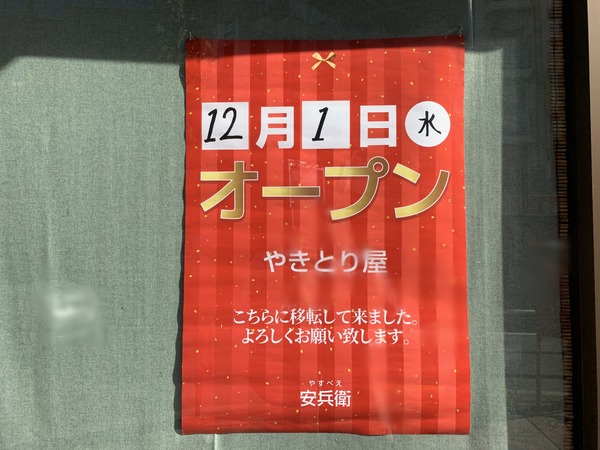 12月1日 水
オープン
やきとり屋
こちらに移転して来ました。
よろしくお願い致します。
やすべえ
安兵衛